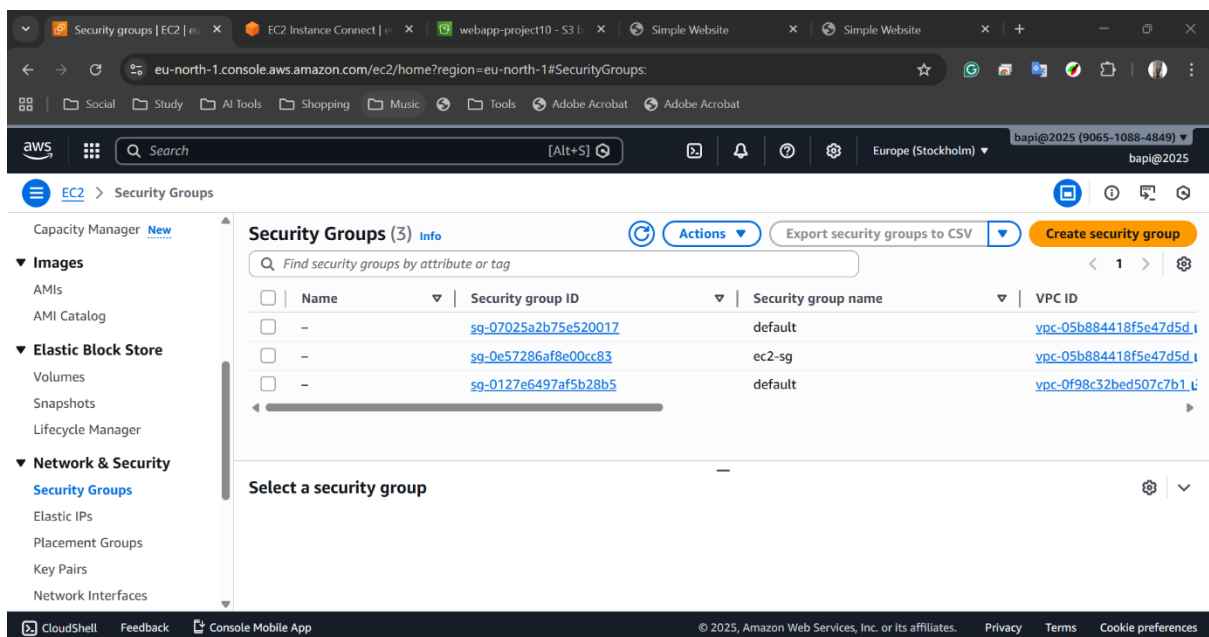 Security groups | EC2 | eu
EC2 Instance Connect | e
webapp-project10 - S3 b
Simple Website
Simple Website
eu-north-1.console.aws.amazon.com/ec2/home?region=eu-north-1#SecurityGroups:
Social
Study
AI Tools
Shopping
Music
Tools
Adobe Acrobat
Adobe Acrobat
aws
Search
[Alt+S]
Europe (Stockholm)
bapi@2025 (9065-1088-4849)
bapi@2025
EC2 > Security Groups
Capacity Manager New
Images
AMIs
AMI Catalog
Elastic Block Store
Volumes
Snapshots
Lifecycle Manager
Network & Security
Security Groups
Elastic IPs
Placement Groups
Key Pairs
Network Interfaces
Security Groups (3) Info
Actions
Export security groups to CSV
Create security group
Find security groups by attribute or tag
1
Name
Security group ID
Security group name
VPC ID
– sg-07025a2b75e520017 default vpc-05b884418f5e47d5d
– sg-0e57286af8e00cc83 ec2-sg vpc-05b884418f5e47d5d
– sg-0127e6497af5b28b5 default vpc-0f98c32bed507c7b1
Select a security group
CloudShell
Feedback
Console Mobile App
© 2025, Amazon Web Services, Inc. or its affiliates.
Privacy
Terms
Cookie preferences